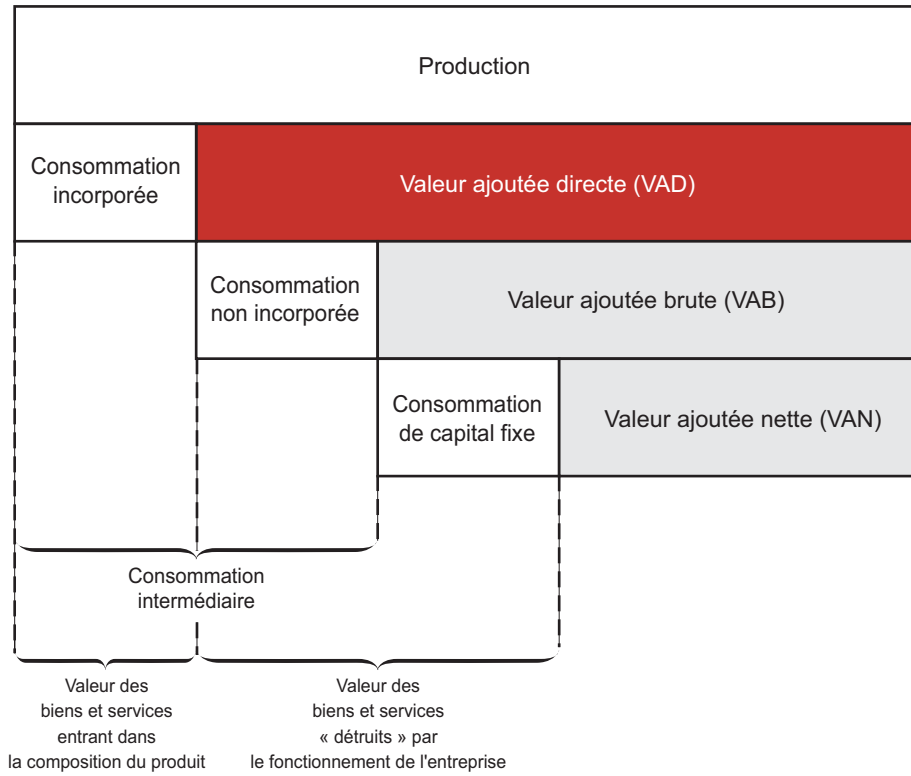 Production
Consommation
incorporée
Valeur ajoutée directe (VAD)
Consommation
non incorporée
Valeur ajoutée brute (VAB)
Consommation
de capital fixe
Valeur ajoutée nette (VAN)
Consommation
intermédiaire
Valeur des
biens et services
entrant dans
la composition du produit
Valeur des
biens et services
« détruits » par
le fonctionnement de l'entreprise